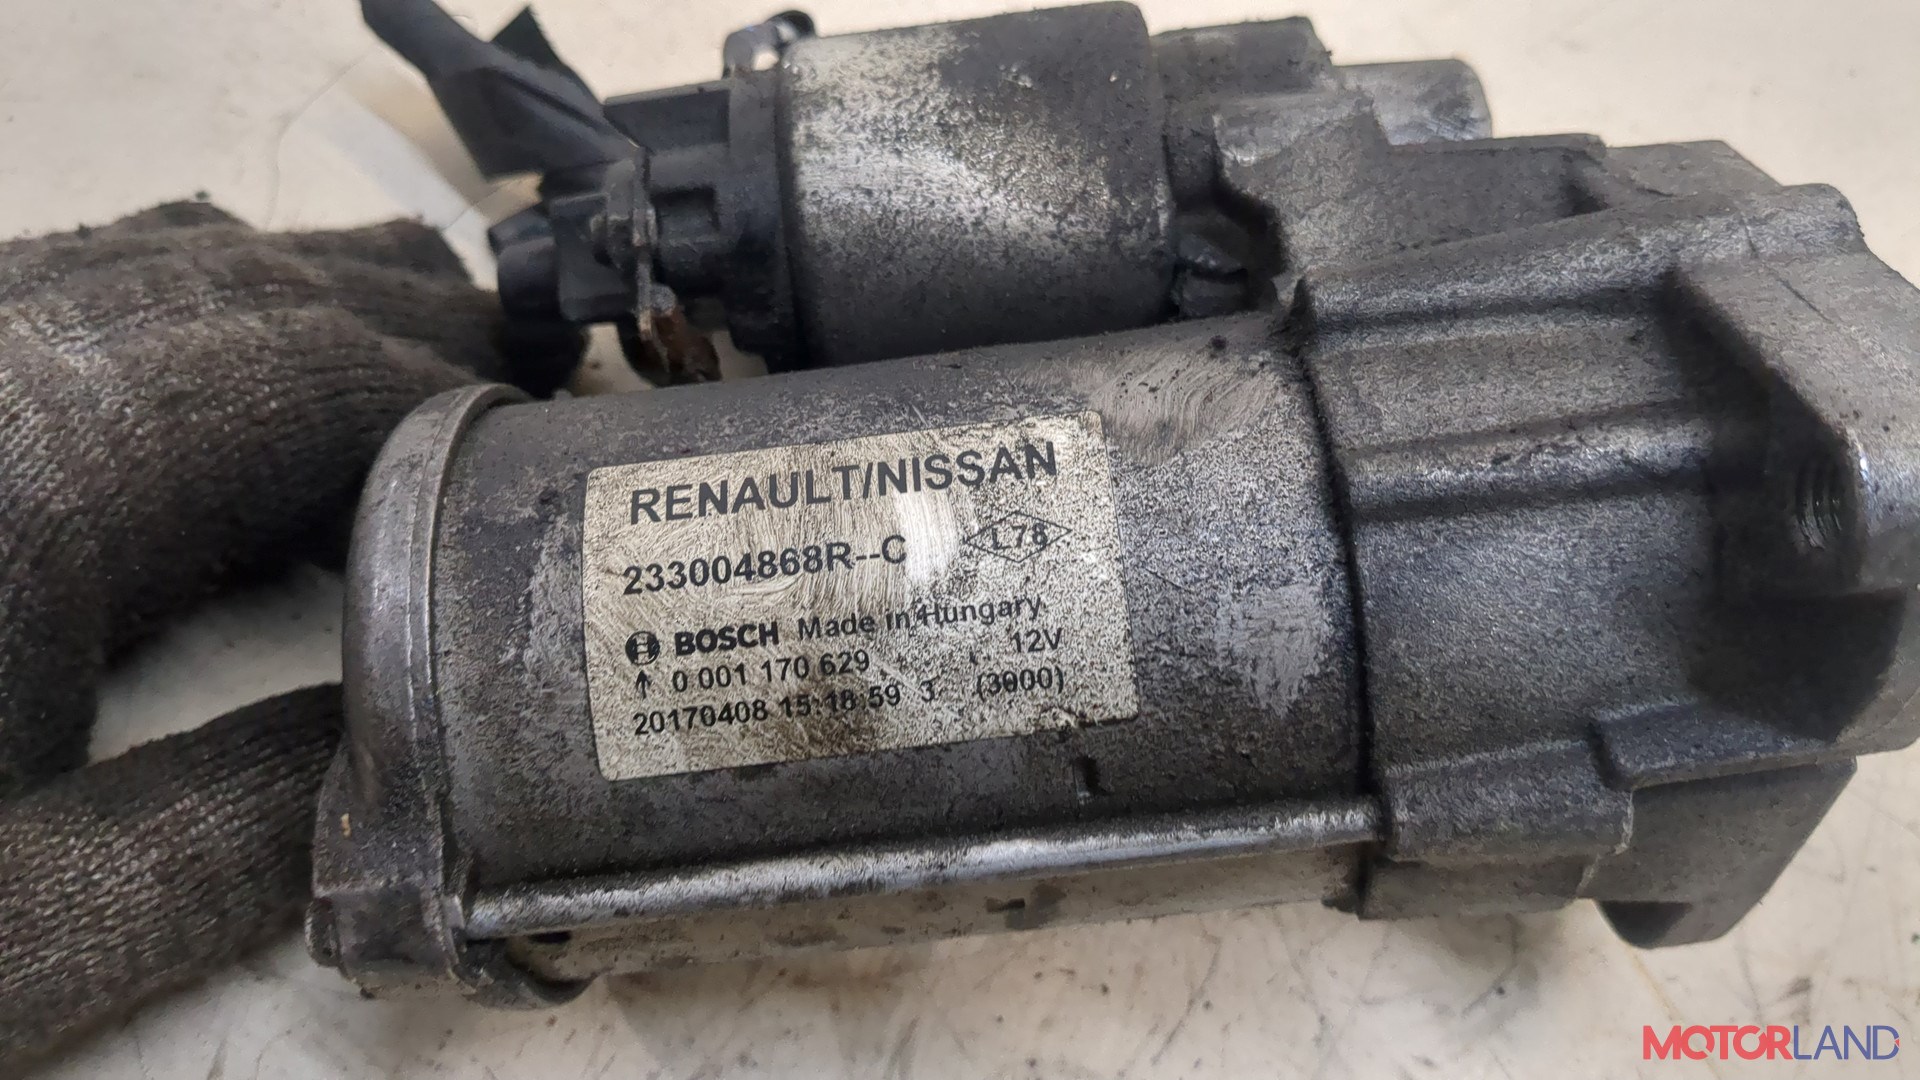 RENAULT/NISSAN
233004868R--C
L78
BOSCH Made in Hungary
↑ 0 001 170 629 12V
20170408 15:18:59 3 (3000)
MOTORLAND